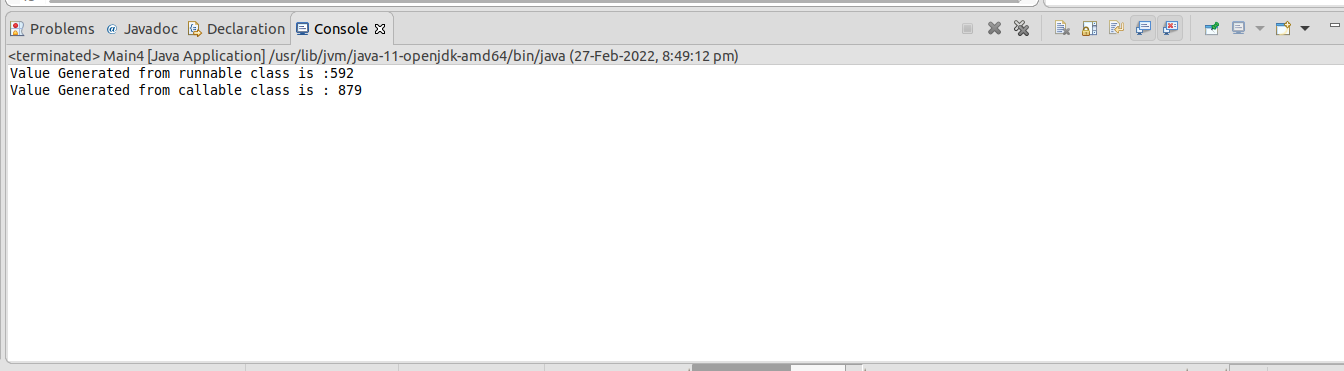 Problems @ Javadoc Declaration Console
<terminated> Main4 [Java Application] /usr/lib/jvm/java-11-openjdk-amd64/bin/java (27-Feb-2022, 8:49:12 pm)
Value Generated from runnable class is :592
Value Generated from callable class is : 879